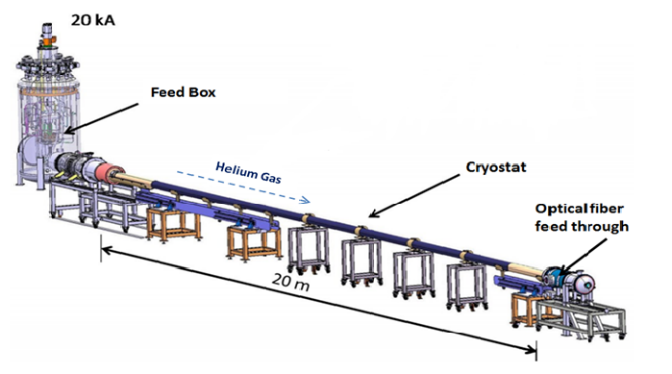 20 kA
Feed Box
Helium Gas
Cryostat
Optical fiber
feed through
20 m